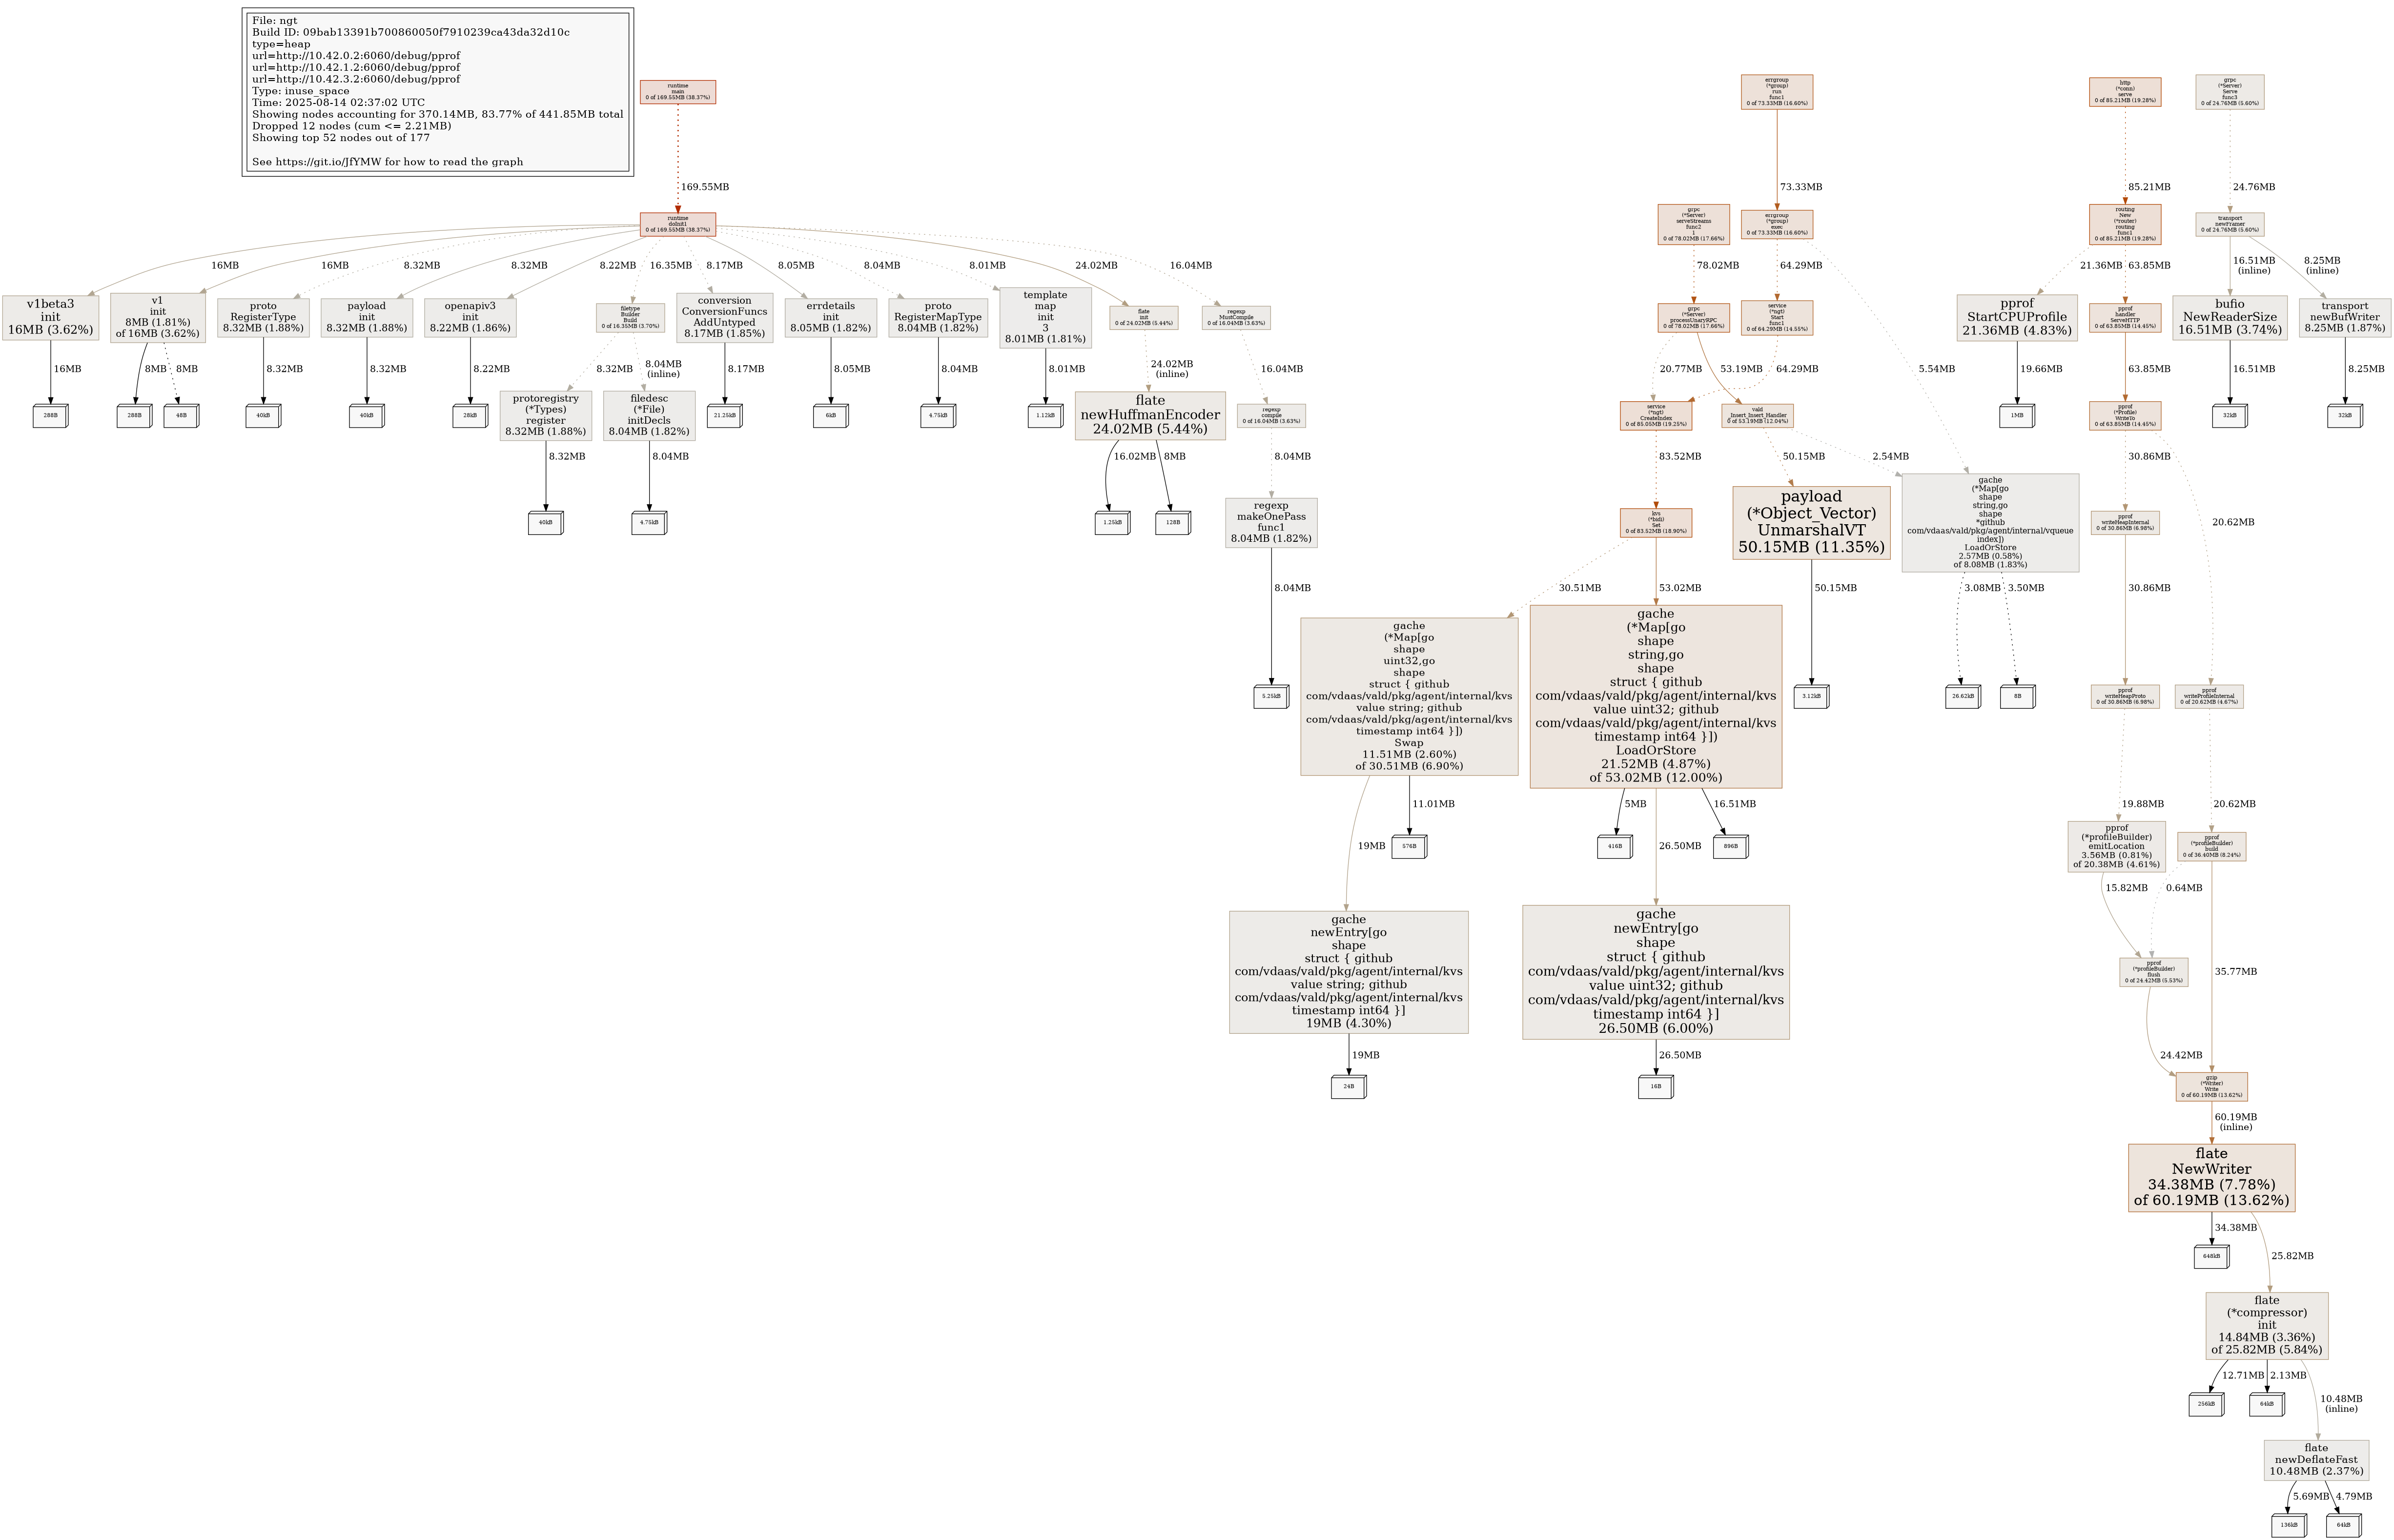 File: ngt
Build ID: 09bab13391b700860050f7910239ca43da32d10c
type=heap
url=http://10.42.0.2:6060/debug/pprof
url=http://10.42.1.2:6060/debug/pprof
url=http://10.42.3.2:6060/debug/pprof
Type: inuse_space
Time: 2025-08-14 02:37:02 UTC
Showing nodes accounting for 370.14MB, 83.77% of 441.85MB total
Dropped 12 nodes (cum <= 2.21MB)
Showing top 52 nodes out of 177
See https://git.io/JfYMW for how to read the graph
runtime
main
0 of 169.55MB (38.37%)
errgroup
(*group)
run
func1
0 of 73.33MB (16.60%)
http
(*conn)
serve
0 of 85.21MB (19.28%)
grpc
(*Server)
Serve
func3
0 of 24.76MB (5.60%)
169.55MB
73.33MB
85.21MB
24.76MB
runtime
doInit1
0 of 169.55MB (38.37%)
grpc
(*Server)
serveStreams
func2
1
0 of 78.02MB (17.66%)
errgroup
(*group)
exec
0 of 73.33MB (16.60%)
routing
New
(*router)
routing
func1
0 of 85.21MB (19.28%)
transport
newFramer
0 of 24.76MB (5.60%)
16MB
16MB
8.32MB
8.32MB
8.22MB
16.35MB
8.17MB
8.05MB
8.04MB
8.01MB
24.02MB
16.04MB
78.02MB
64.29MB
5.54MB
21.36MB
63.85MB
16.51MB
(inline)
8.25MB
(inline)
v1beta3
init
16MB (3.62%)
v1
init
8MB (1.81%)
of 16MB (3.62%)
proto
RegisterType
8.32MB (1.88%)
payload
init
8.32MB (1.88%)
openapiv3
init
8.22MB (1.86%)
filetype
Builder
Build
0 of 16.35MB (3.70%)
conversion
ConversionFuncs
AddUntyped
8.17MB (1.85%)
errdetails
init
8.05MB (1.82%)
proto
RegisterMapType
8.04MB (1.82%)
template
map
init
3
8.01MB (1.81%)
flate
init
0 of 24.02MB (5.44%)
regexp
MustCompile
0 of 16.04MB (3.63%)
grpc
(*Server)
processUnaryRPC
0 of 78.02MB (17.66%)
service
(*ngt)
Start
func1
0 of 64.29MB (14.55%)
pprof
StartCPUProfile
21.36MB (4.83%)
pprof
handler
ServeHTTP
0 of 63.85MB (14.45%)
bufio
NewReaderSize
16.51MB (3.74%)
transport
newBufWriter
8.25MB (1.87%)
16MB
8MB
8MB
8.32MB
8.32MB
8.22MB
8.32MB
8.04MB
(inline)
8.17MB
8.05MB
8.04MB
8.01MB
24.02MB
(inline)
16.04MB
20.77MB
53.19MB
64.29MB
19.66MB
63.85MB
16.51MB
8.25MB
288B
288B
48B
40kB
40kB
28kB
protoregistry
(*Types)
register
8.32MB (1.88%)
filedesc
(*File)
initDecls
8.04MB (1.82%)
21.25kB
6kB
4.75kB
1.12kB
flate
newHuffmanEncoder
24.02MB (5.44%)
regexp
compile
0 of 16.04MB (3.63%)
service
(*ngt)
CreateIndex
0 of 85.05MB (19.25%)
vald
_Insert_Insert_Handler
0 of 53.19MB (12.04%)
1MB
pprof
(*Profile)
WriteTo
0 of 63.85MB (14.45%)
32kB
32kB
8.32MB
8.04MB
16.02MB
8MB
8.04MB
83.52MB
50.15MB
2.54MB
30.86MB
20.62MB
40kB
4.75kB
1.25kB
128B
regexp
makeOnePass
func1
8.04MB (1.82%)
kvs
(*bidi)
Set
0 of 83.52MB (18.90%)
payload
(*Object_Vector)
UnmarshalVT
50.15MB (11.35%)
gache
(*Map[go
shape
string,go
shape
*github
com/vdaas/vald/pkg/agent/internal/vqueue
index])
LoadOrStore
2.57MB (0.58%)
of 8.08MB (1.83%)
pprof
writeHeapInternal
0 of 30.86MB (6.98%)
8.04MB
30.51MB
53.02MB
50.15MB
3.08MB
3.50MB
30.86MB
5.25kB
gache
(*Map[go
shape
uint32,go
shape
struct { github
com/vdaas/vald/pkg/agent/internal/kvs
value string; github
com/vdaas/vald/pkg/agent/internal/kvs
timestamp int64 }])
Swap
11.51MB (2.60%)
of 30.51MB (6.90%)
gache
(*Map[go
shape
string,go
shape
struct { github
com/vdaas/vald/pkg/agent/internal/kvs
value uint32; github
com/vdaas/vald/pkg/agent/internal/kvs
timestamp int64 }])
LoadOrStore
21.52MB (4.87%)
of 53.02MB (12.00%)
3.12kB
26.62kB
8B
pprof
writeHeapProto
0 of 30.86MB (6.98%)
pprof
writeProfileInternal
0 of 20.62MB (4.67%)
19MB
11.01MB
5MB
26.50MB
16.51MB
19.88MB
20.62MB
576B
416B
896B
pprof
(*profileBuilder)
emitLocation
3.56MB (0.81%)
of 20.38MB (4.61%)
pprof
(*profileBuilder)
build
0 of 36.40MB (8.24%)
15.82MB
0.64MB
35.77MB
gache
newEntry[go
shape
struct { github
com/vdaas/vald/pkg/agent/internal/kvs
value string; github
com/vdaas/vald/pkg/agent/internal/kvs
timestamp int64 }]
19MB (4.30%)
gache
newEntry[go
shape
struct { github
com/vdaas/vald/pkg/agent/internal/kvs
value uint32; github
com/vdaas/vald/pkg/agent/internal/kvs
timestamp int64 }]
26.50MB (6.00%)
pprof
(*profileBuilder)
flush
0 of 24.42MB (5.53%)
19MB
26.50MB
24.42MB
24B
16B
gzip
(*Writer)
Write
0 of 60.19MB (13.62%)
60.19MB
(inline)
flate
NewWriter
34.38MB (7.78%)
of 60.19MB (13.62%)
34.38MB
25.82MB
648kB
flate
(*compressor)
init
14.84MB (3.36%)
of 25.82MB (5.84%)
12.71MB
2.13MB
10.48MB
(inline)
256kB
64kB
flate
newDeflateFast
10.48MB (2.37%)
5.69MB
4.79MB
136kB
64kB